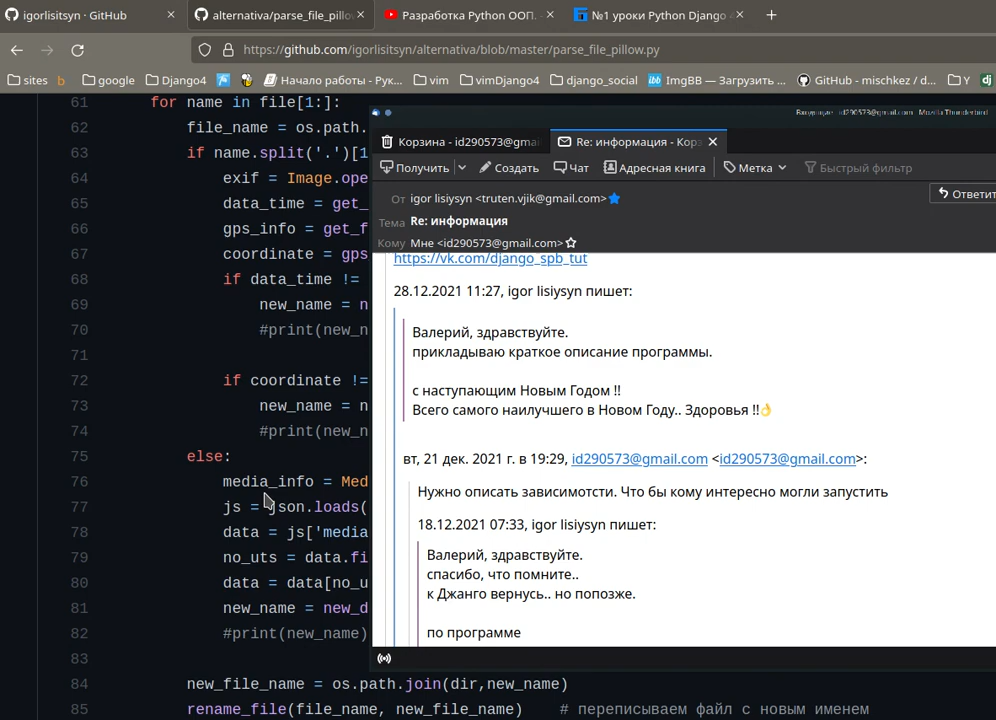 igorlisitsyn · GitHub
alternativa/parse_file_pillow
Разработка Python ООП.
№1 уроки Python Django
https://github.com/igorlisitsyn/alternativa/blob/master/parse_file_pillow.py
sites b google Django4 Начало работы - Рук... vim vimDjango4 django_social ImgBB — Загрузить ... GitHub - mischkez / d... Y dj
61 for name in file[1:]:
62 file_name = os.path.
63 if name.split('.')[1
64 exif = Image.ope
65 data_time = get_
66 gps_info = get_f
67 coordinate = gps
68 if data_time !=
69 new_name = n
70 #print(new_n
71
72 if coordinate !=
73 new_name = n
74 #print(new_n
75 else:
76 media_info = Med
77 js = json.loads(
78 data = js['media
79 no_uts = data.fi
80 data = data[no_u
81 new_name = new_d
82 #print(new_name)
83
84 new_file_name = os.path.join(dir,new_name)
85 rename_file(file_name, new_file_name) # переписываем файл с новым именем
Входящие - id290573@gmail.com - Mozilla Thunderbird
Корзина - id290573@gmai
Re: информация - Корз
Получить Создать Чат Адресная книга Метка Быстрый фильтр
От igor lisiysyn <truten.vjik@gmail.com>
Ответит
Тема Re: информация
Кому Мне <id290573@gmail.com>
https://vk.com/django_spb_tut
28.12.2021 11:27, igor lisiysyn пишет:
Валерий, здравствуйте.
прикладываю краткое описание программы.
с наступающим Новым Годом !!
Всего самого наилучшего в Новом Году.. Здоровья !!👌
вт, 21 дек. 2021 г. в 19:29, id290573@gmail.com <id290573@gmail.com>:
Нужно описать зависимотсти. Что бы кому интересно могли запустить
18.12.2021 07:33, igor lisiysyn пишет:
Валерий, здравствуйте.
спасибо, что помните..
к Джанго вернусь.. но попозже.
по программе